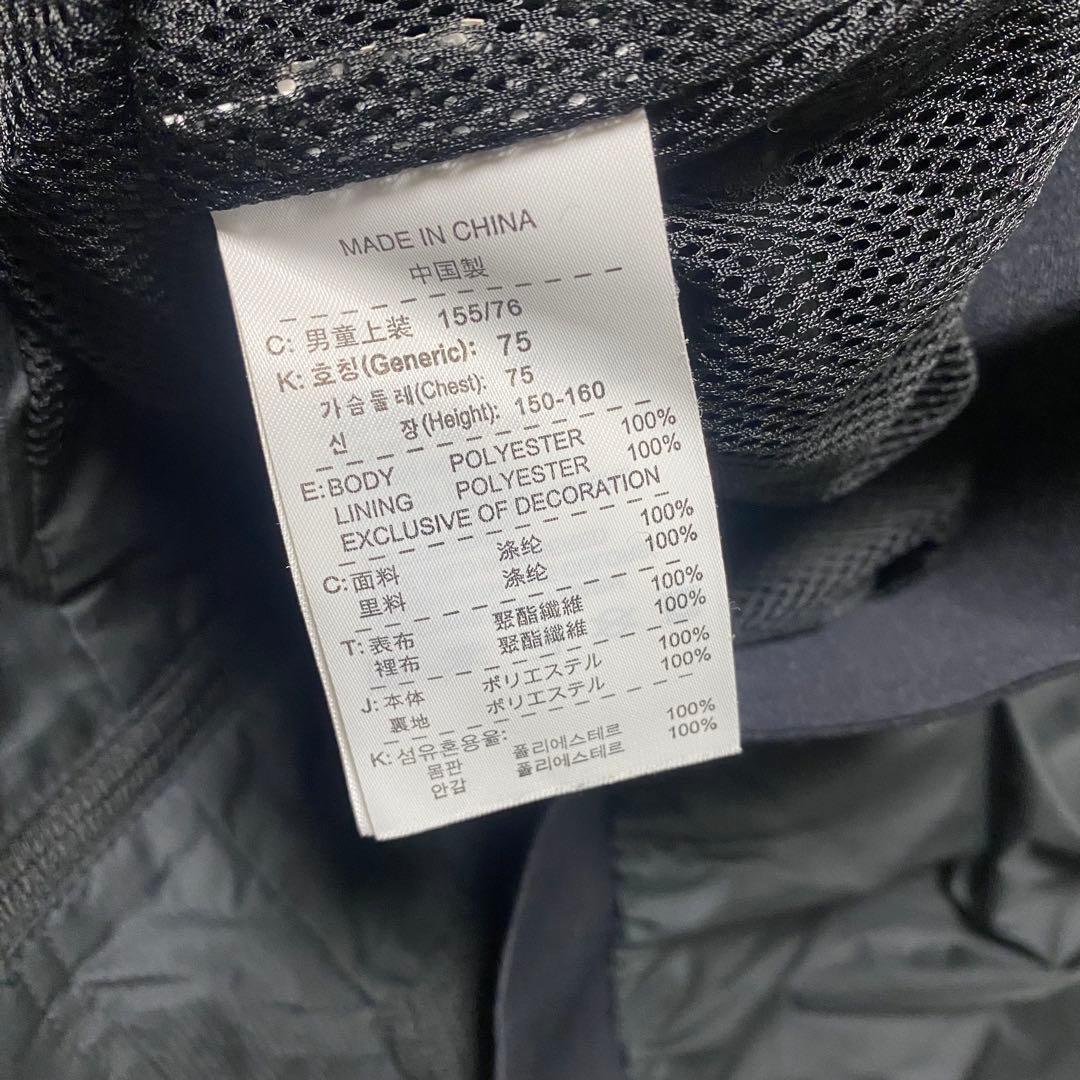 MADE IN CHINA
中国製
C: 男童上装 155/76
K: 호칭(Generic): 75
가슴둘레(Chest): 75
신 장(Height): 150-160
E: BODY POLYESTER 100%
LINING POLYESTER 100%
EXCLUSIVE OF DECORATION
C: 面料 涤纶 100%
里料 涤纶 100%
T: 表布 聚酯纖維 100%
裡布 聚酯纖維 100%
J: 本体 ポリエステル 100%
裏地 ポリエステル 100%
K: 섬유혼용율:
몸판 폴리에스테르 100%
안감 폴리에스테르 100%